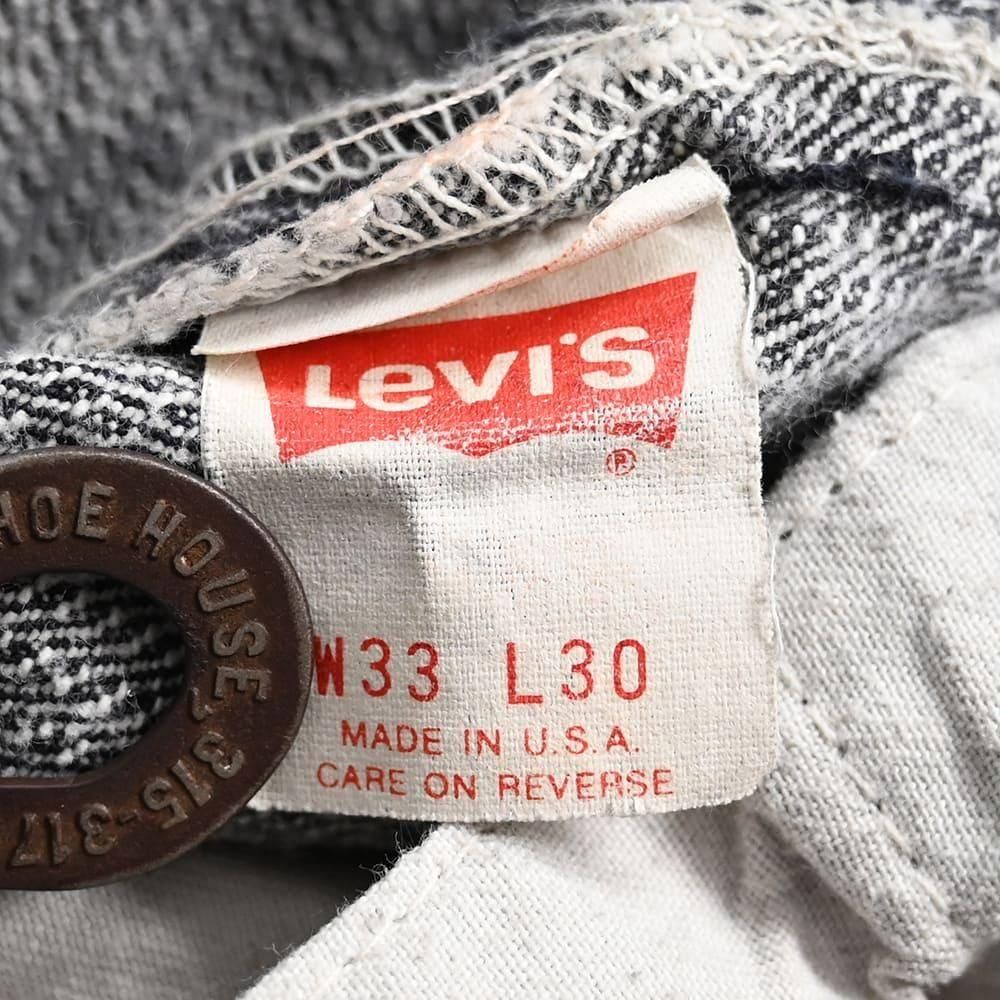 LEVI'S
®
W33 L30
MADE IN U.S.A.
CARE ON REVERSE
HOE HOUSE 315-317